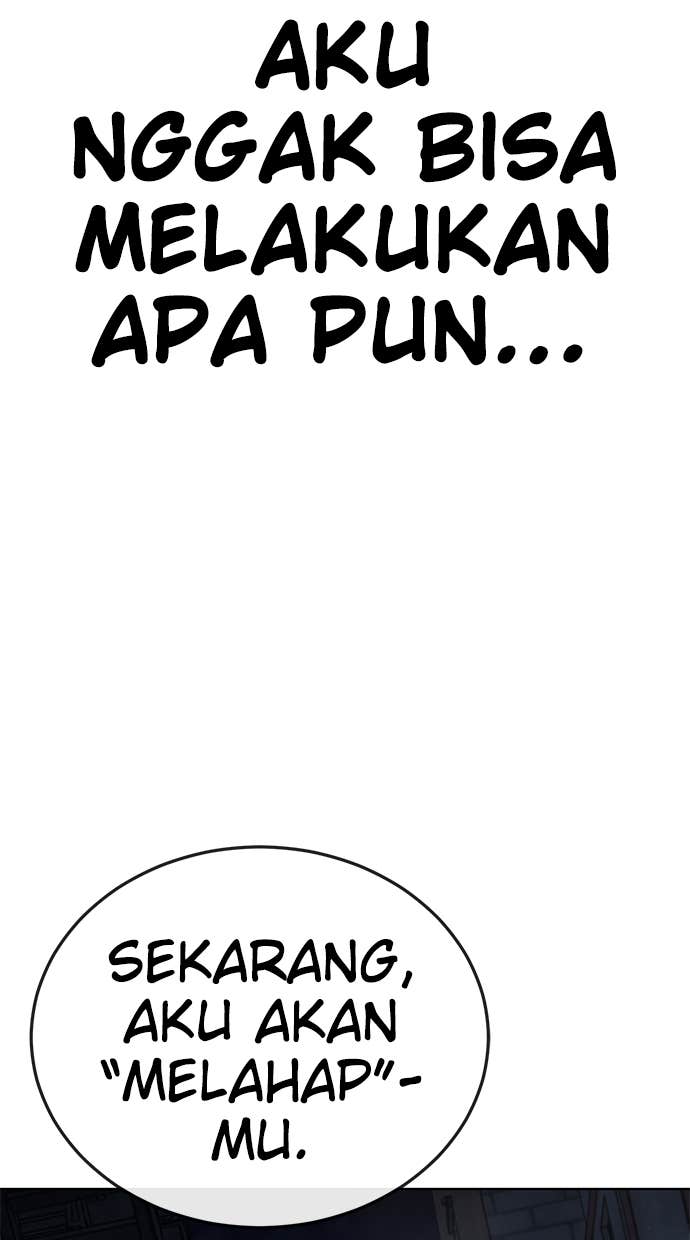 AKU
NGGAK BISA
MELAKUKAN
APA PUN...
SEKARANG,
AKU AKAN
“MELAHAP”-
MU.